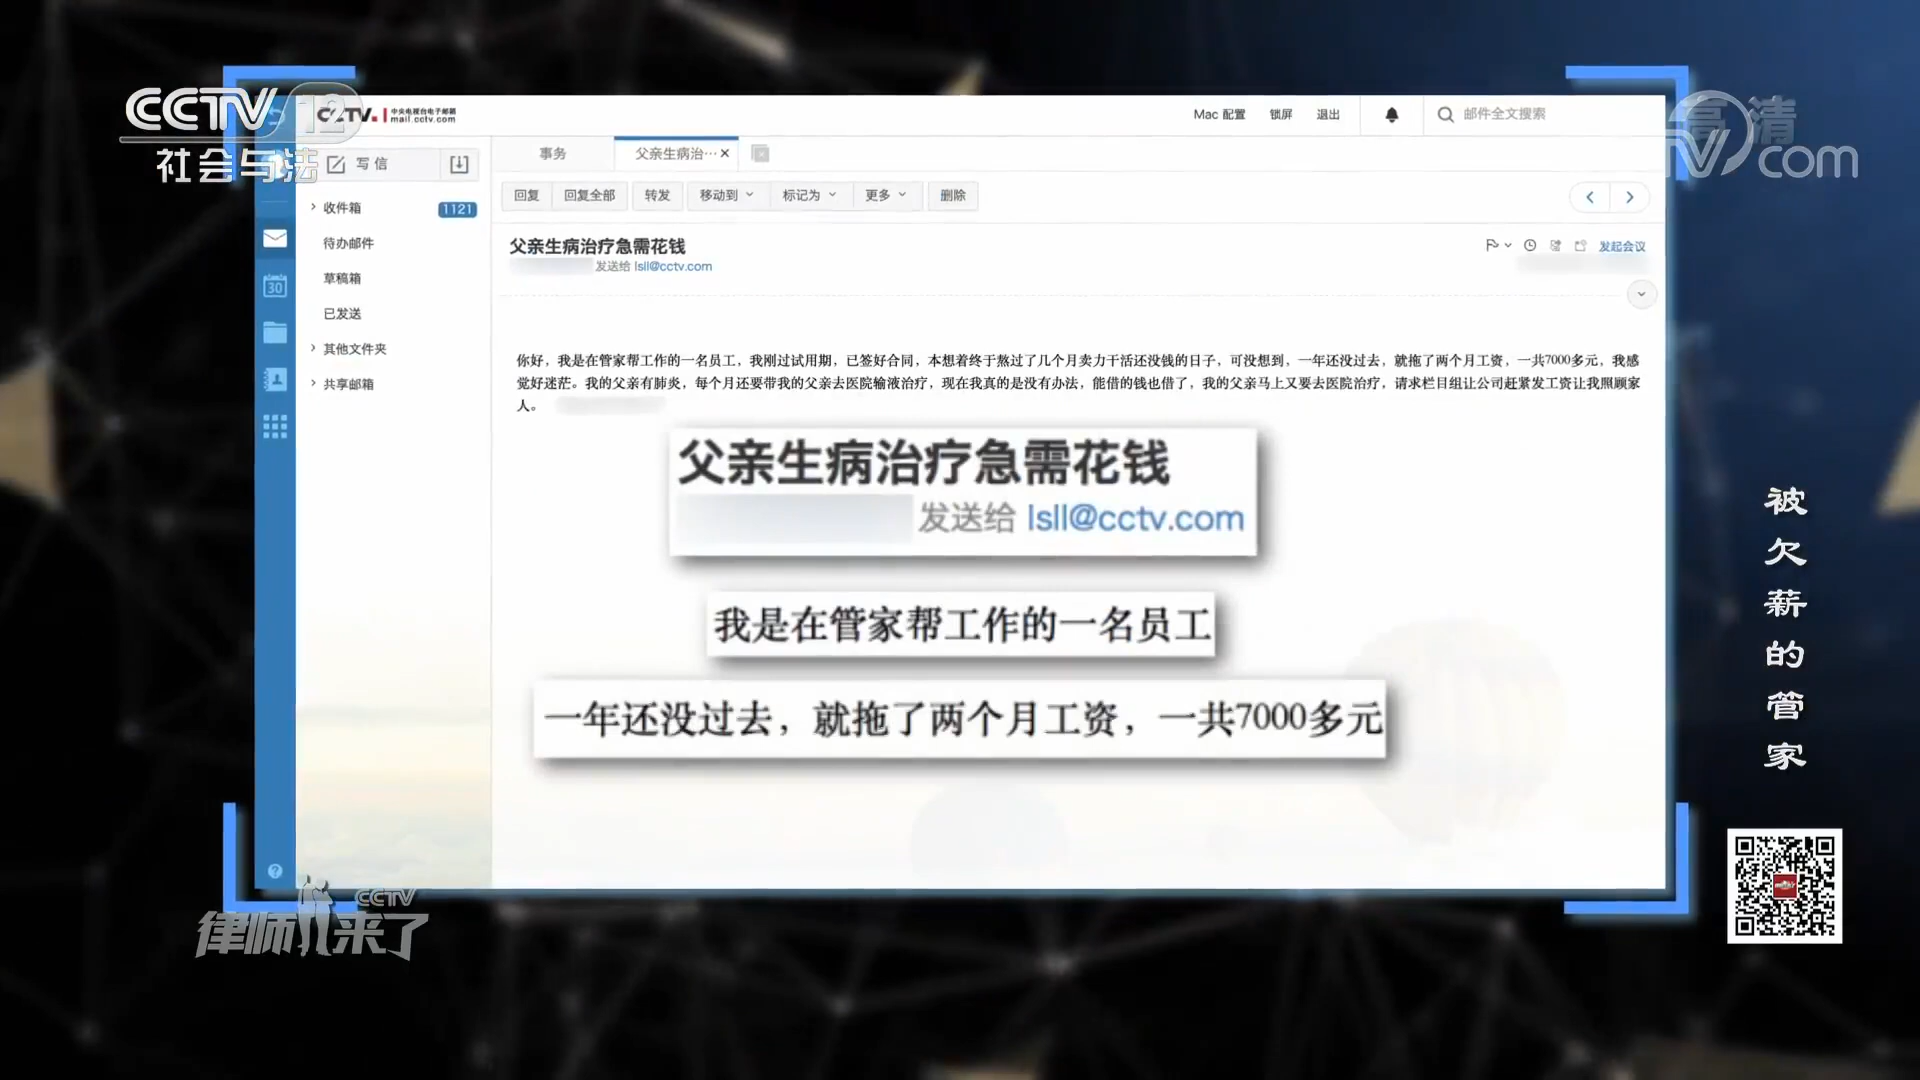 CCTV 12
社会与法
CCTV.
中央电视台电子邮箱
mail.cctv.com
Mac 配置
锁屏
退出
邮件全文搜索
高清
TV com
写信
事务
父亲生病治…
收件箱 1121
待办邮件
草稿箱
已发送
其他文件夹
共享邮箱
30
回复
回复全部
转发
移动到
标记为
更多
删除
父亲生病治疗急需花钱
发送给 lsll@cctv.com
发起会议
你好，我是在管家帮工作的一名员工，我刚过试用期，已签好合同，本想着终于熬过了几个月卖力干活还没钱的日子，可没想到，一年还没过去，就拖了两个月工资，一共7000多元，我感
觉好迷茫。我的父亲有肺炎，每个月还要带我的父亲去医院输液治疗，现在我真的是没有办法，能借的钱也借了，我的父亲马上又要去医院治疗，请求栏目组让公司赶紧发工资让我照顾家
人。
父亲生病治疗急需花钱
发送给 lsll@cctv.com
我是在管家帮工作的一名员工
一年还没过去，就拖了两个月工资，一共7000多元
被欠薪的管家
CCTV
律师来了